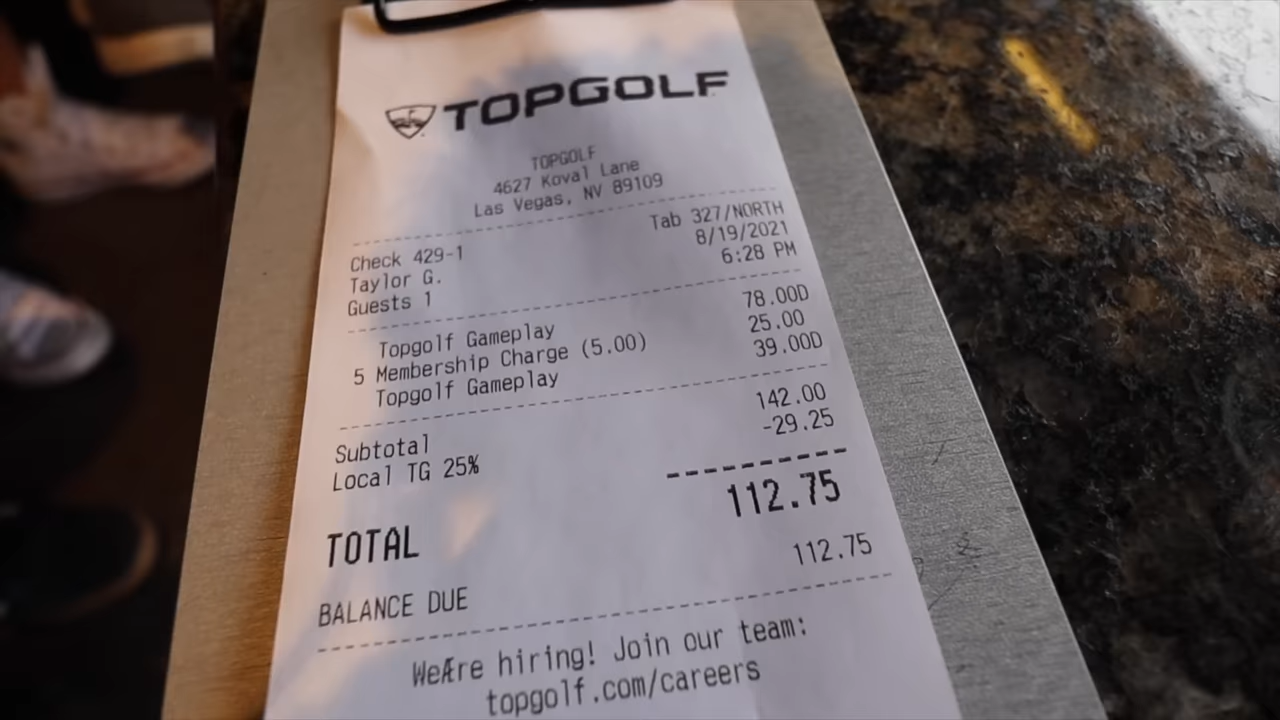 TOPGOLF
TOPGOLF
4627 Koval Lane
Las Vegas, NV 89109
Tab 327/NORTH
Check 429-1 8/19/2021
Taylor G. 6:28 PM
Guests 1
Topgolf Gameplay 78.00D
5 Membership Charge (5.00) 25.00
Topgolf Gameplay 39.00D
Subtotal 142.00
Local TG 25% -29.25
TOTAL 112.75
BALANCE DUE 112.75
WeÆre hiring! Join our team:
topgolf.com/careers